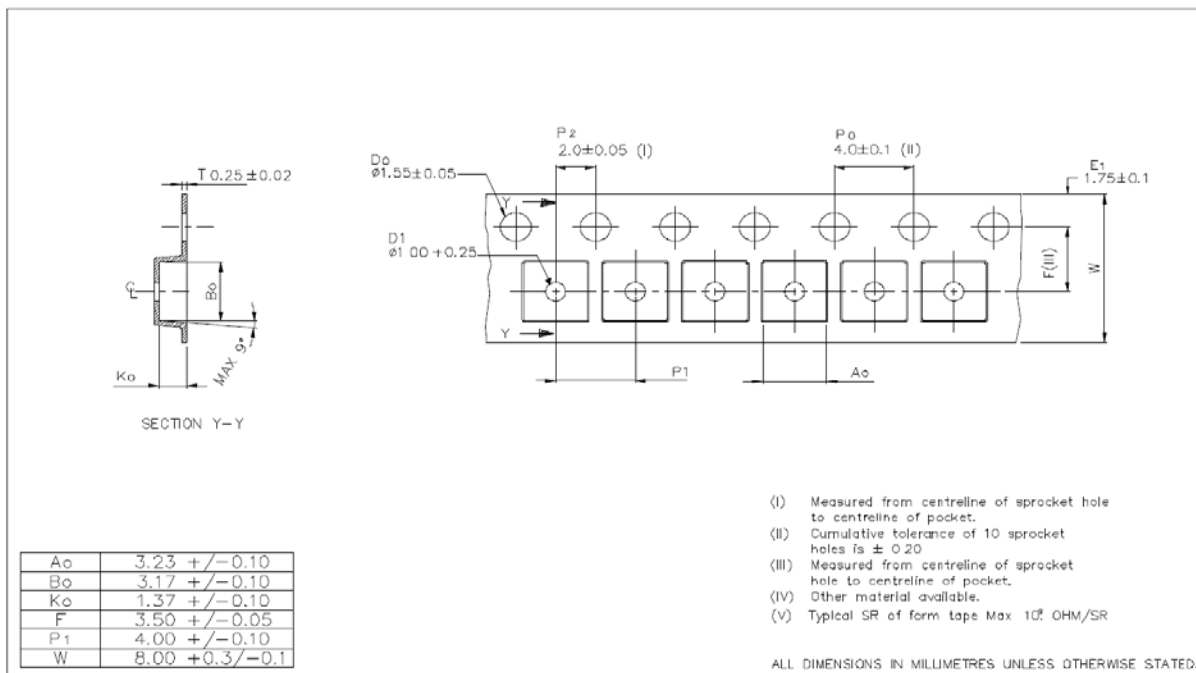 P2
2.0±0.05 (I)
Po
4.0±0.1 (II)
E1
1.75±0.1
Do
ø1.55±0.05
T 0.25±0.02
Y
D1
ø1.00 +0.25
F(III)
W
Bo
Y
MAX 9°
Ko
P1
Ao
SECTION Y-Y
(I) Measured from centreline of sprocket hole
to centreline of pocket.
(II) Cumulative tolerance of 10 sprocket
holes is ± 0.20
(III) Measured from centreline of sprocket
hole to centreline of pocket.
(IV) Other material available.
(V) Typical SR of form tape Max OHM/SR
Ao 3.23 +/-0.10
Bo 3.17 +/-0.10
Ko 1.37 +/-0.10
F 3.50 +/-0.05
P1 4.00 +/-0.10
W 8.00 +0.3/-0.1
ALL DIMENSIONS IN MILLIMETRES UNLESS OTHERWISE STATED.